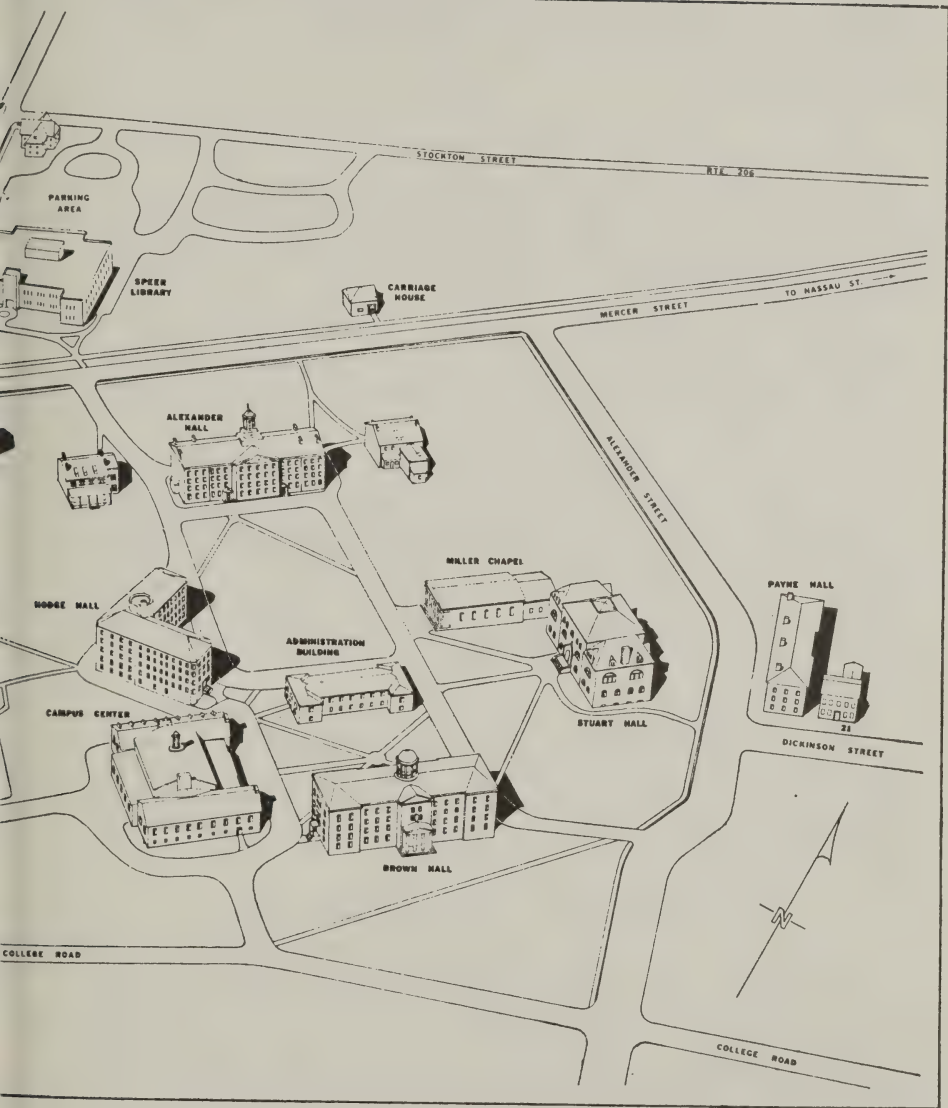 STOCKTON STREET
RTE. 206
PARKING
AREA
SPEER
LIBRARY
CARRIAGE
HOUSE
MERCER STREET
TO NASSAU ST.
ALEXANDER
HALL
ALEXANDER STREET
MILLER CHAPEL
PAYNE HALL
HODGE HALL
ADMINISTRATION
BUILDING
CAMPUS CENTER
STUART HALL
21
DICKINSON STREET
BROWN HALL
N
COLLEGE ROAD
COLLEGE ROAD